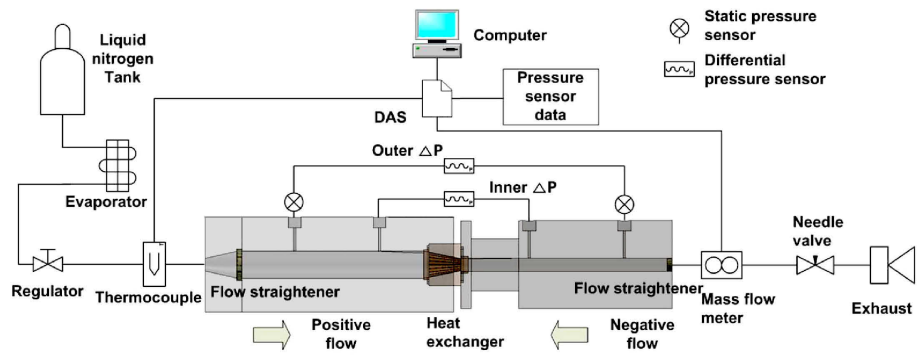 Liquid
nitrogen
Tank
Computer
Static pressure
sensor
Differential
pressure sensor
Pressure
sensor
data
DAS
Outer △P
Inner △P
Evaporator
Needle
valve
Regulator
Thermocouple
Flow straightener
Flow straightener
Mass flow
meter
Exhaust
Positive
flow
Heat
exchanger
Negative
flow